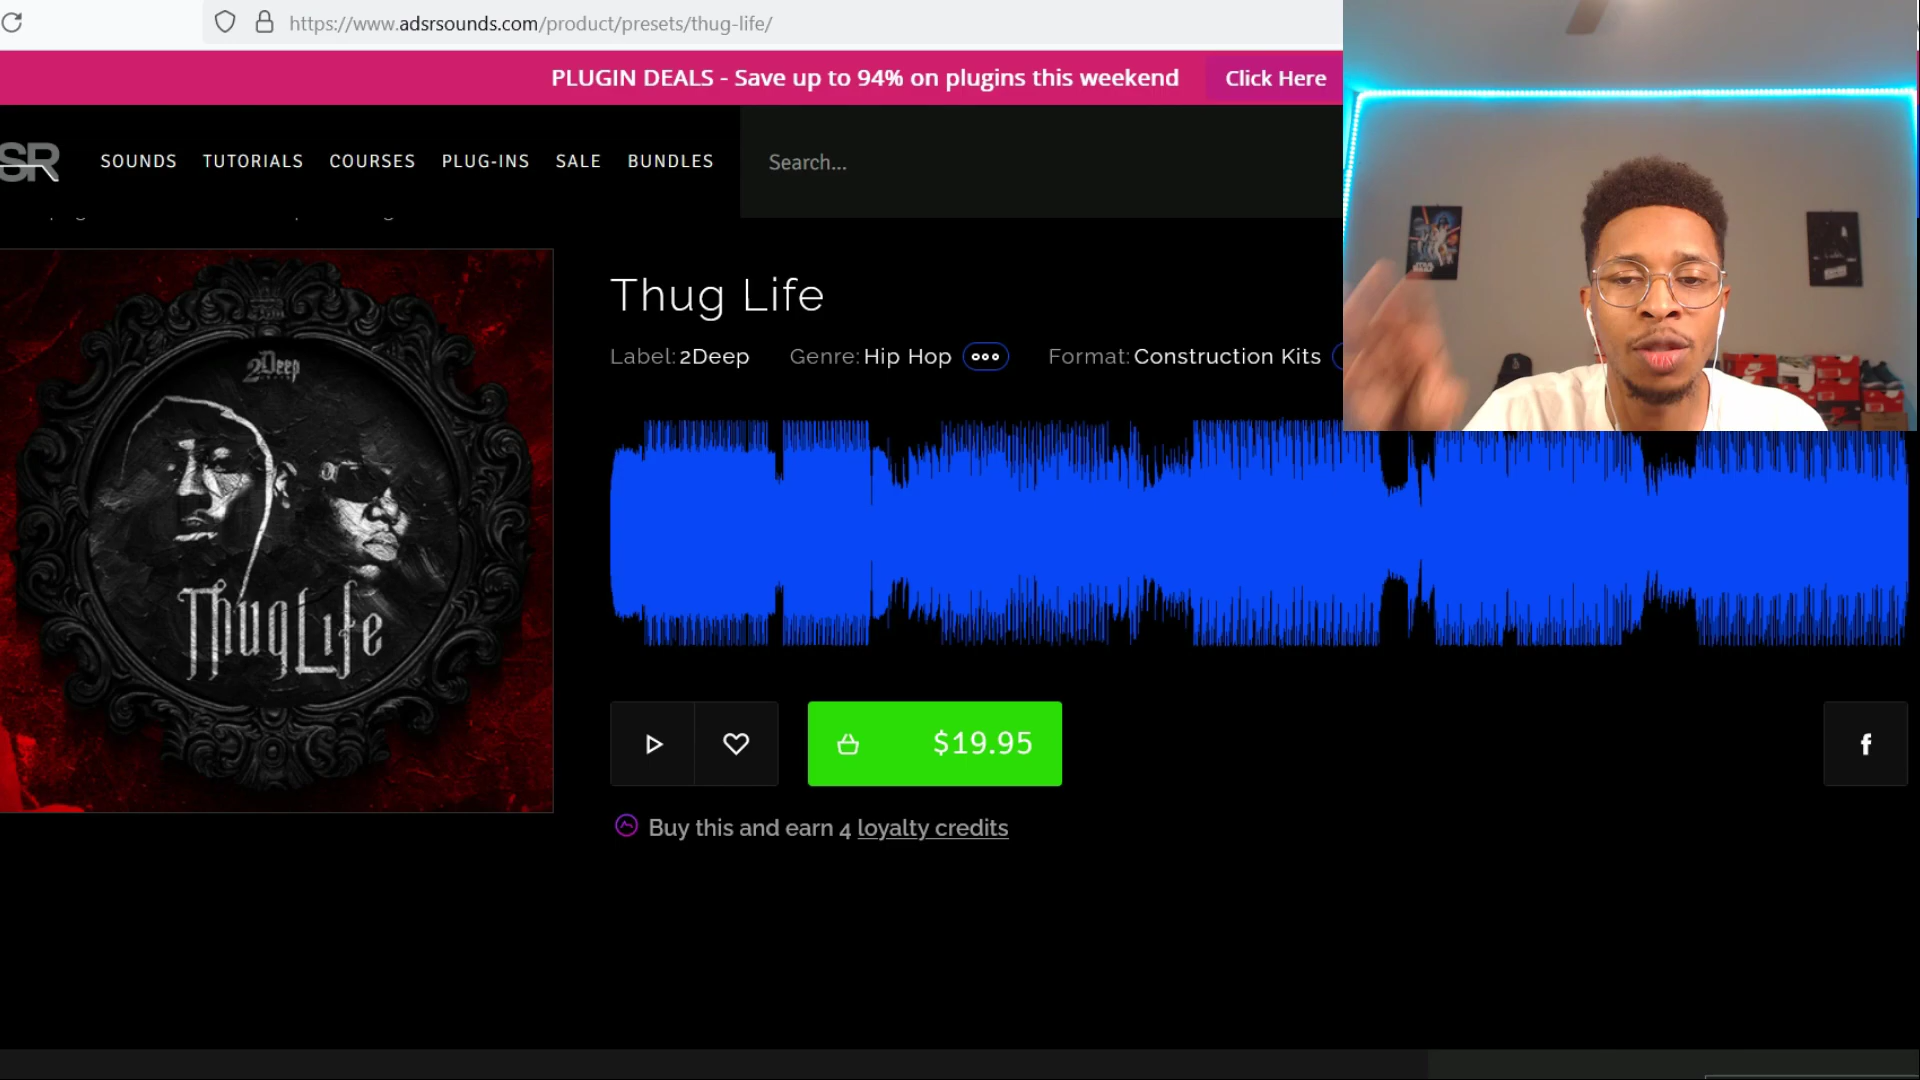 https://www.adsrsounds.com/product/presets/thug-life/
PLUGIN DEALS - Save up to 94% on plugins this weekend
Click Here
SR
SOUNDS
TUTORIALS
COURSES
PLUG-INS
SALE
BUNDLES
Search...
2Deep
Thug Life
Thug Life
Label: 2Deep
Genre: Hip Hop
Format: Construction Kits
$19.95
Buy this and earn 4 loyalty credits